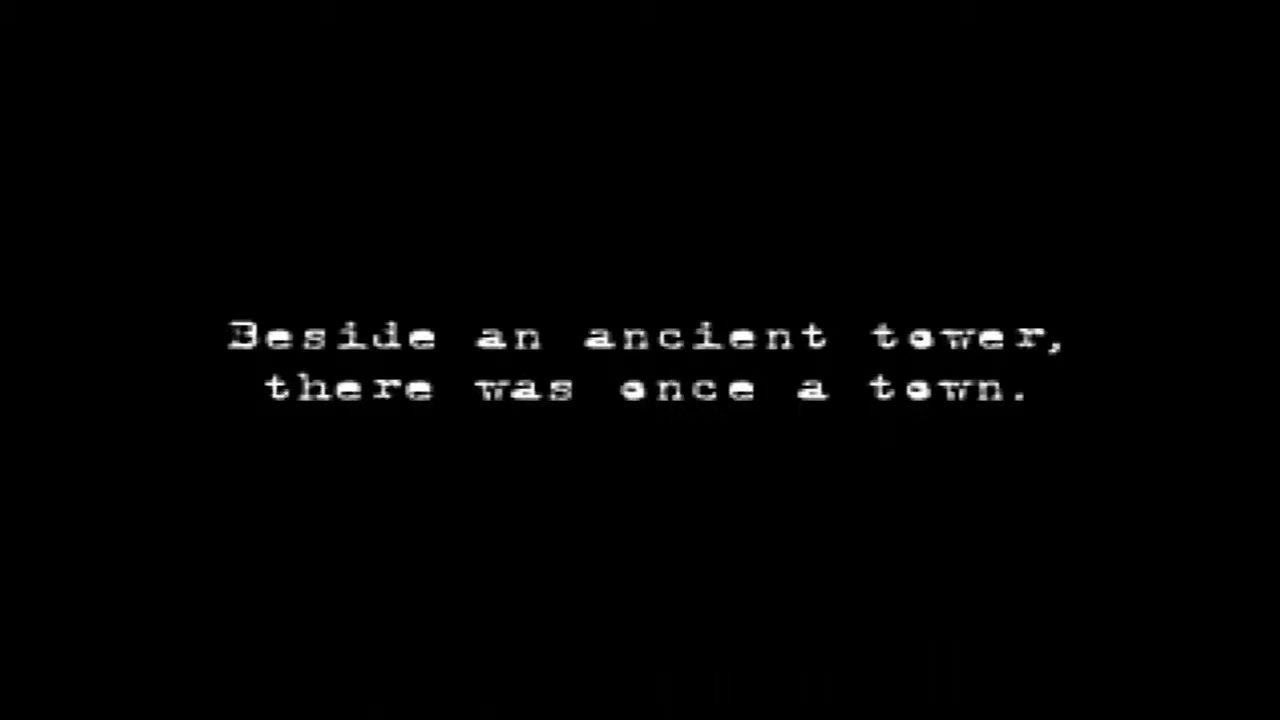 Beside an ancient tower,
there was once a town.